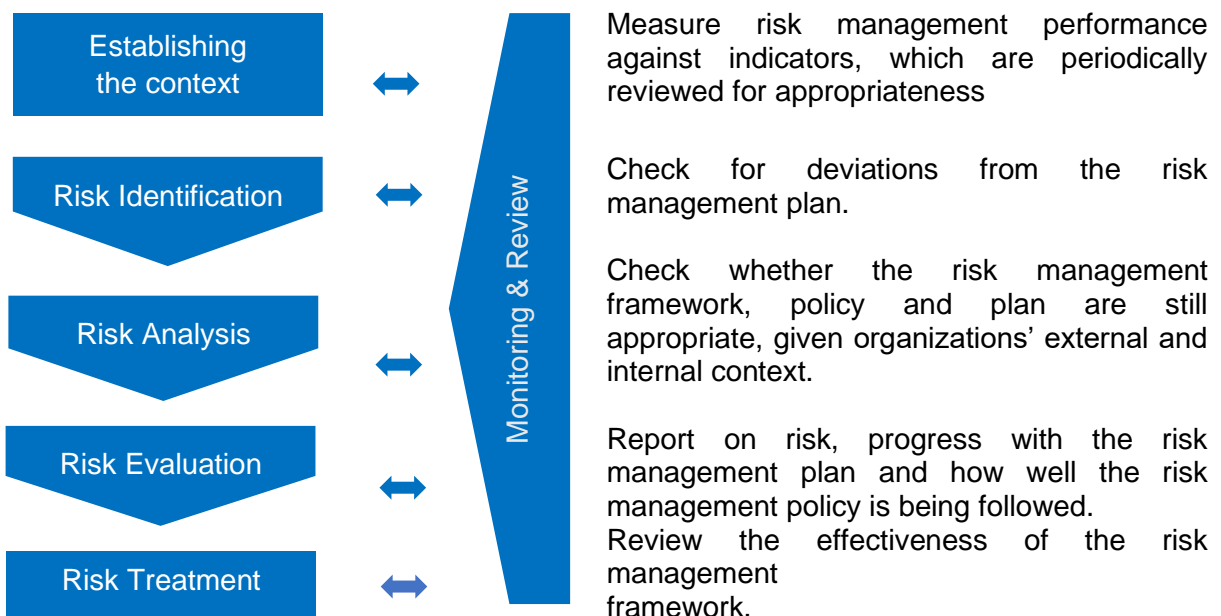 Establishing
the context
Risk Identification
Risk Analysis
Risk Evaluation
Risk Treatment
Monitoring & Review
Measure risk management performance
against indicators, which are periodically
reviewed for appropriateness
Check for deviations from the risk
management plan.
Check whether the risk management
framework, policy and plan are still
appropriate, given organizations’ external and
internal context.
Report on risk, progress with the risk
management plan and how well the risk
management policy is being followed.
Review the effectiveness of the risk
management
framework.